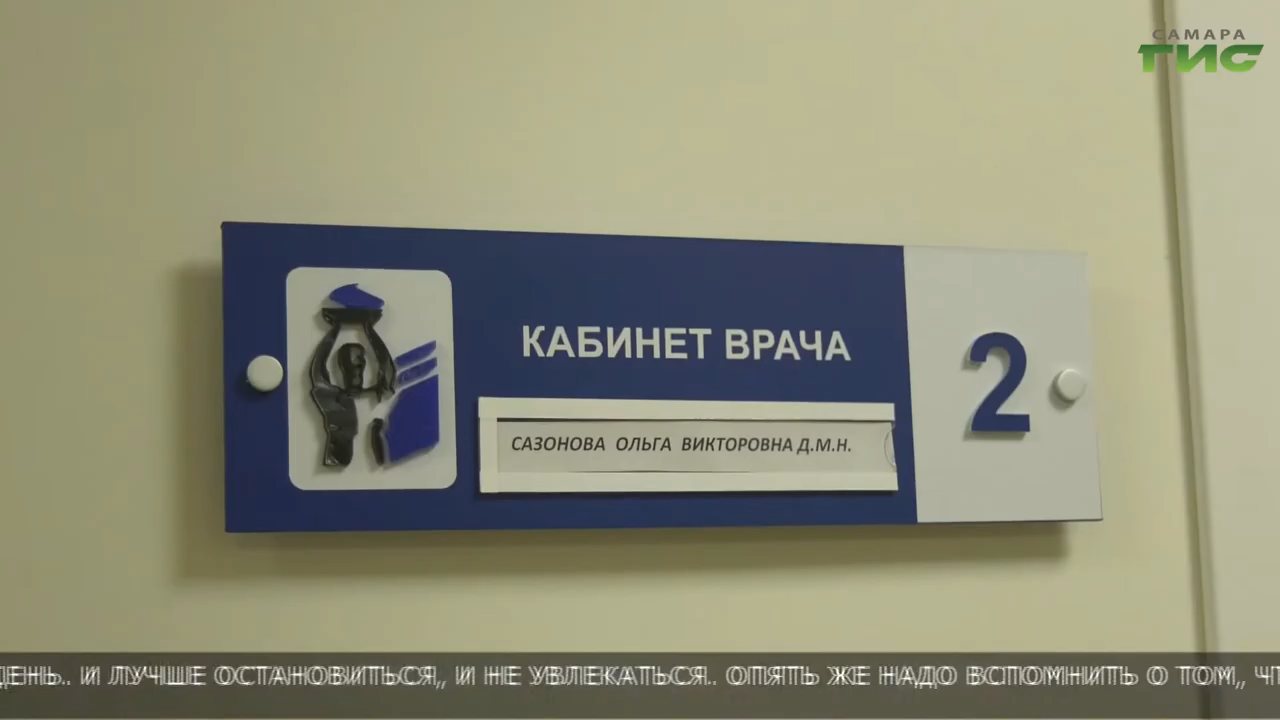 САМАРА
ГИС
КАБИНЕТ ВРАЧА
2
САЗОНОВА ОЛЬГА ВИКТОРОВНА Д.М.Н.
ДЕНЬ.. И ЛУЧШЕ ОСТАНОВИТЬСЯ,, И НЕ УВЛЕКАТЬСЯ.. ОПЯТЬ ЖЕ НАДО ВСПОМНИТЬ О ТОМ,,